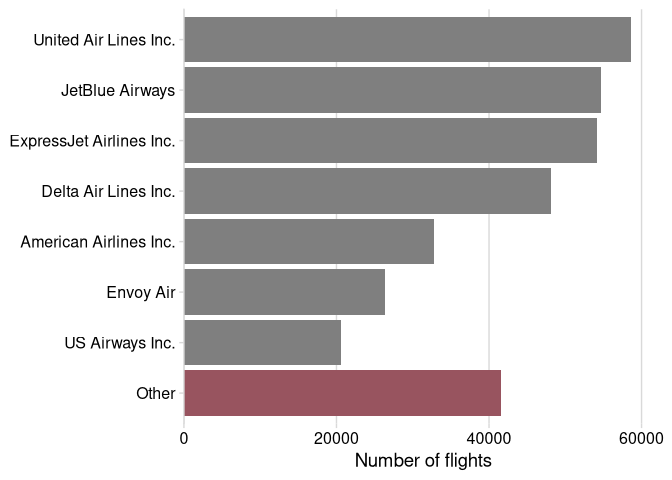 United Air Lines Inc.
JetBlue Airways
ExpressJet Airlines Inc.
Delta Air Lines Inc.
American Airlines Inc.
Envoy Air
US Airways Inc.
Other
0 20000 40000 60000
Number of flights